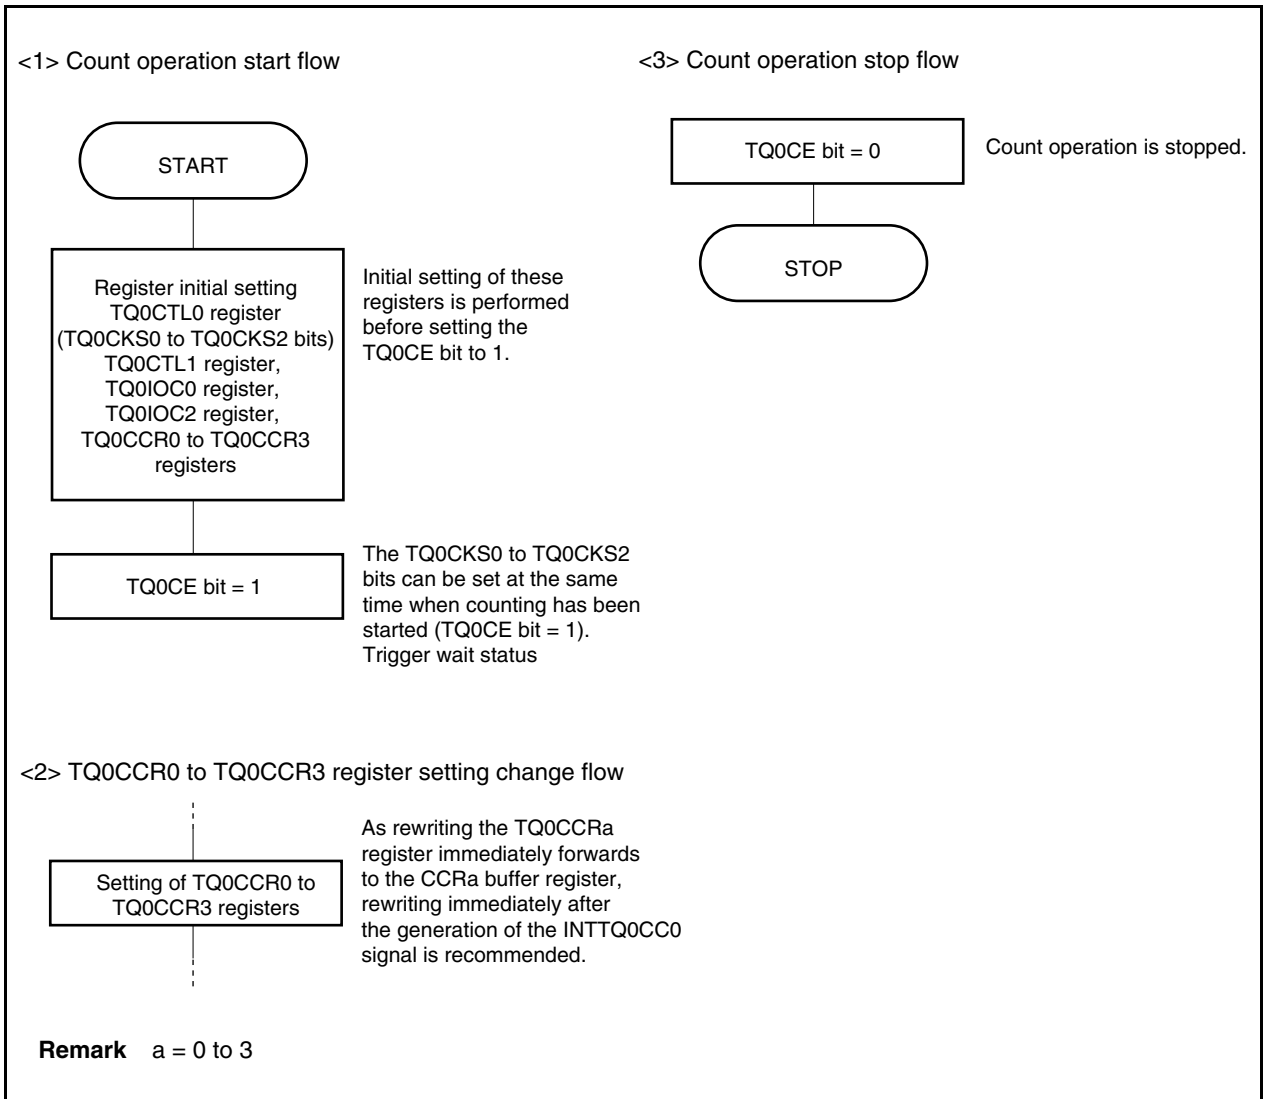 <1> Count operation start flow
START
Register initial setting
TQ0CTL0 register
(TQ0CKS0 to TQ0CKS2 bits)
TQ0CTL1 register,
TQ0IOC0 register,
TQ0IOC2 register,
TQ0CCR0 to TQ0CCR3
registers
Initial setting of these
registers is performed
before setting the
TQ0CE bit to 1.
TQ0CE bit = 1
The TQ0CKS0 to TQ0CKS2
bits can be set at the same
time when counting has been
started (TQ0CE bit = 1).
Trigger wait status
<2> TQ0CCR0 to TQ0CCR3 register setting change flow
Setting of TQ0CCR0 to
TQ0CCR3 registers
As rewriting the TQ0CCRa
register immediately forwards
to the CCRa buffer register,
rewriting immediately after
the generation of the INTTQ0CC0
signal is recommended.
<3> Count operation stop flow
TQ0CE bit = 0
Count operation is stopped.
STOP
Remark a = 0 to 3